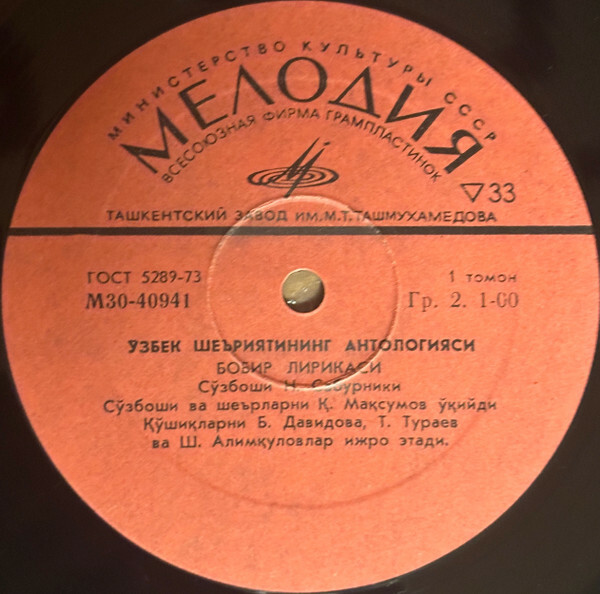 МИНИСТЕРСТВО КУЛЬТУРЫ СССР
МЕЛОДИЯ
ВСЕСОЮЗНАЯ ФИРМА ГРАМПЛАСТИНОК
33
ТАШКЕНТСКИЙ ЗАВОД ИМ. М.Т. ТАШМУХАМЕДОВА
ГОСТ 5289-73
1 томон
М30-40941
Гр. 2. 1-00
ЎЗБЕК ШЕЪРИЯТИНИНГ АНТОЛОГИЯСИ
БОБИР ЛИРИКАСИ
Сўзбоши Н. Собурники
Сўзбоши ва шеърларни Қ. Мақсумов ўқийди
Қўшиқларни Б. Давидова, Т. Тураев
ва Ш. Алимқуловлар ижро этади.